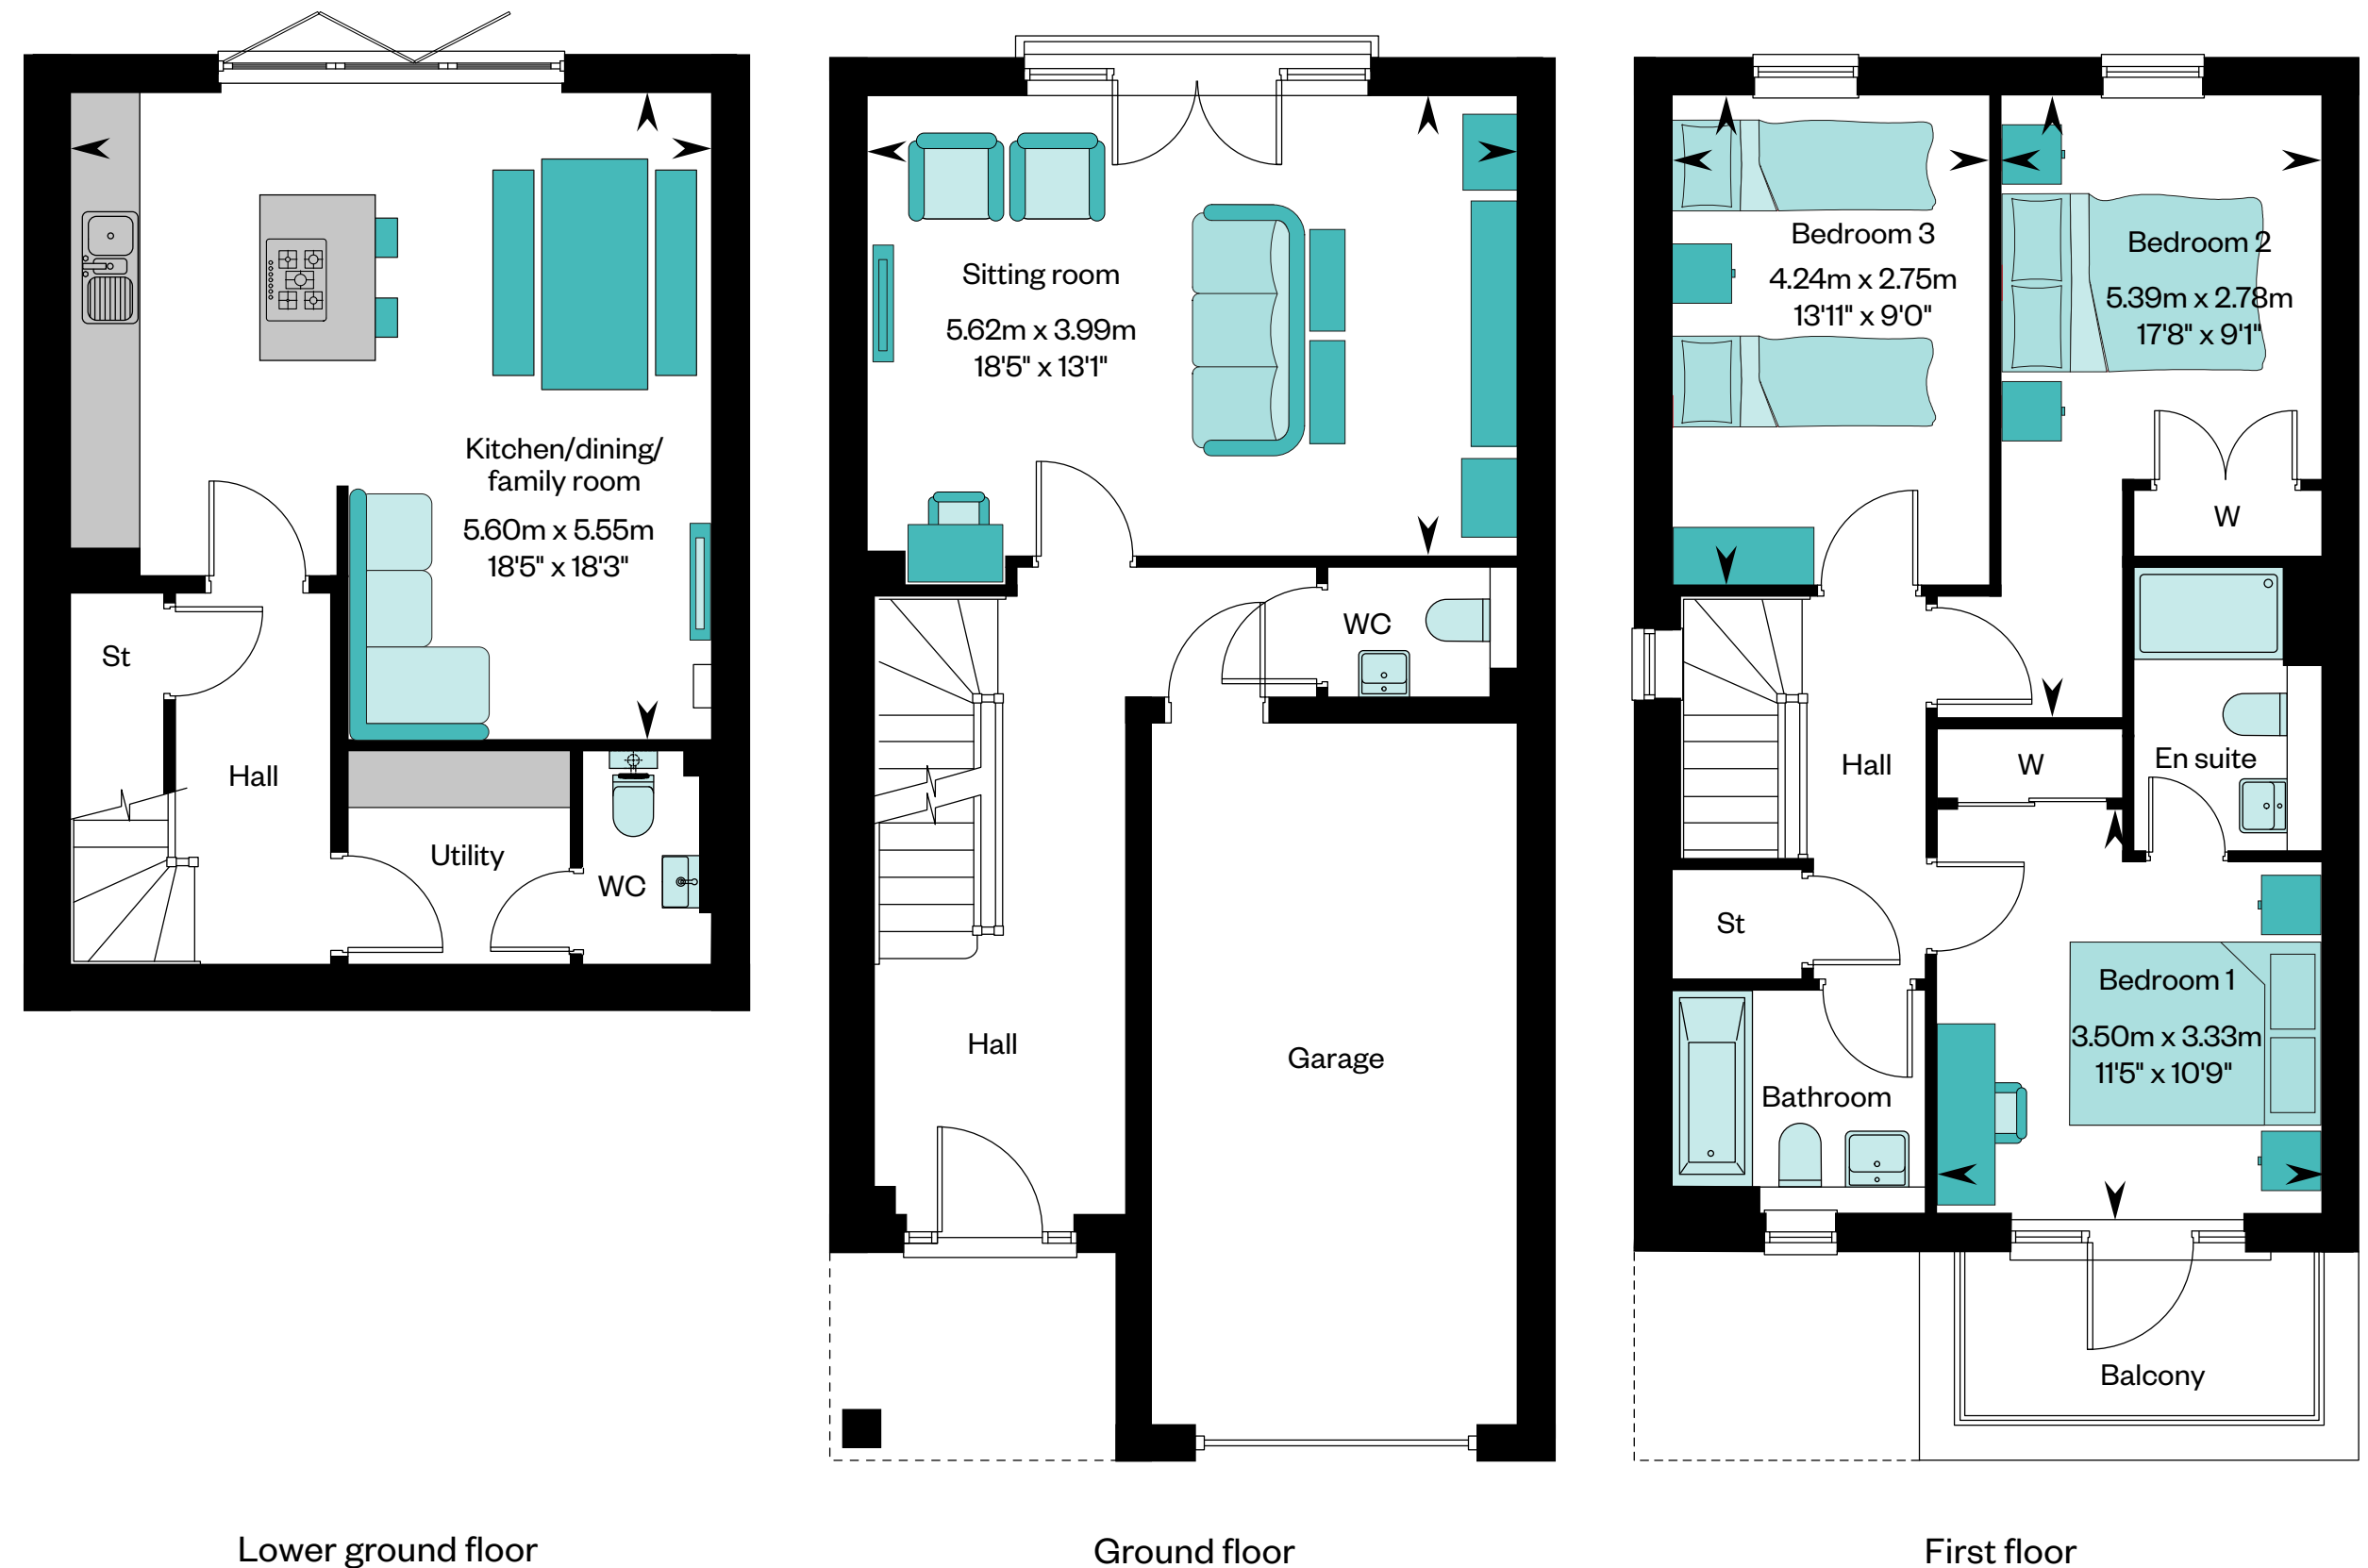 Kitchen/dining/
family room
5.60m x 5.55m
18'5" x 18'3"
St
Hall
Utility
WC
Lower ground floor
Sitting room
5.62m x 3.99m
18'5" x 13'1"
WC
Hall
Garage
Ground floor
Bedroom 3
4.24m x 2.75m
13'11" x 9'0"
Bedroom 2
5.39m x 2.78m
17'8" x 9'1"
W
Hall
W
En suite
St
Bedroom 1
3.50m x 3.33m
11'5" x 10'9"
Bathroom
Balcony
First floor